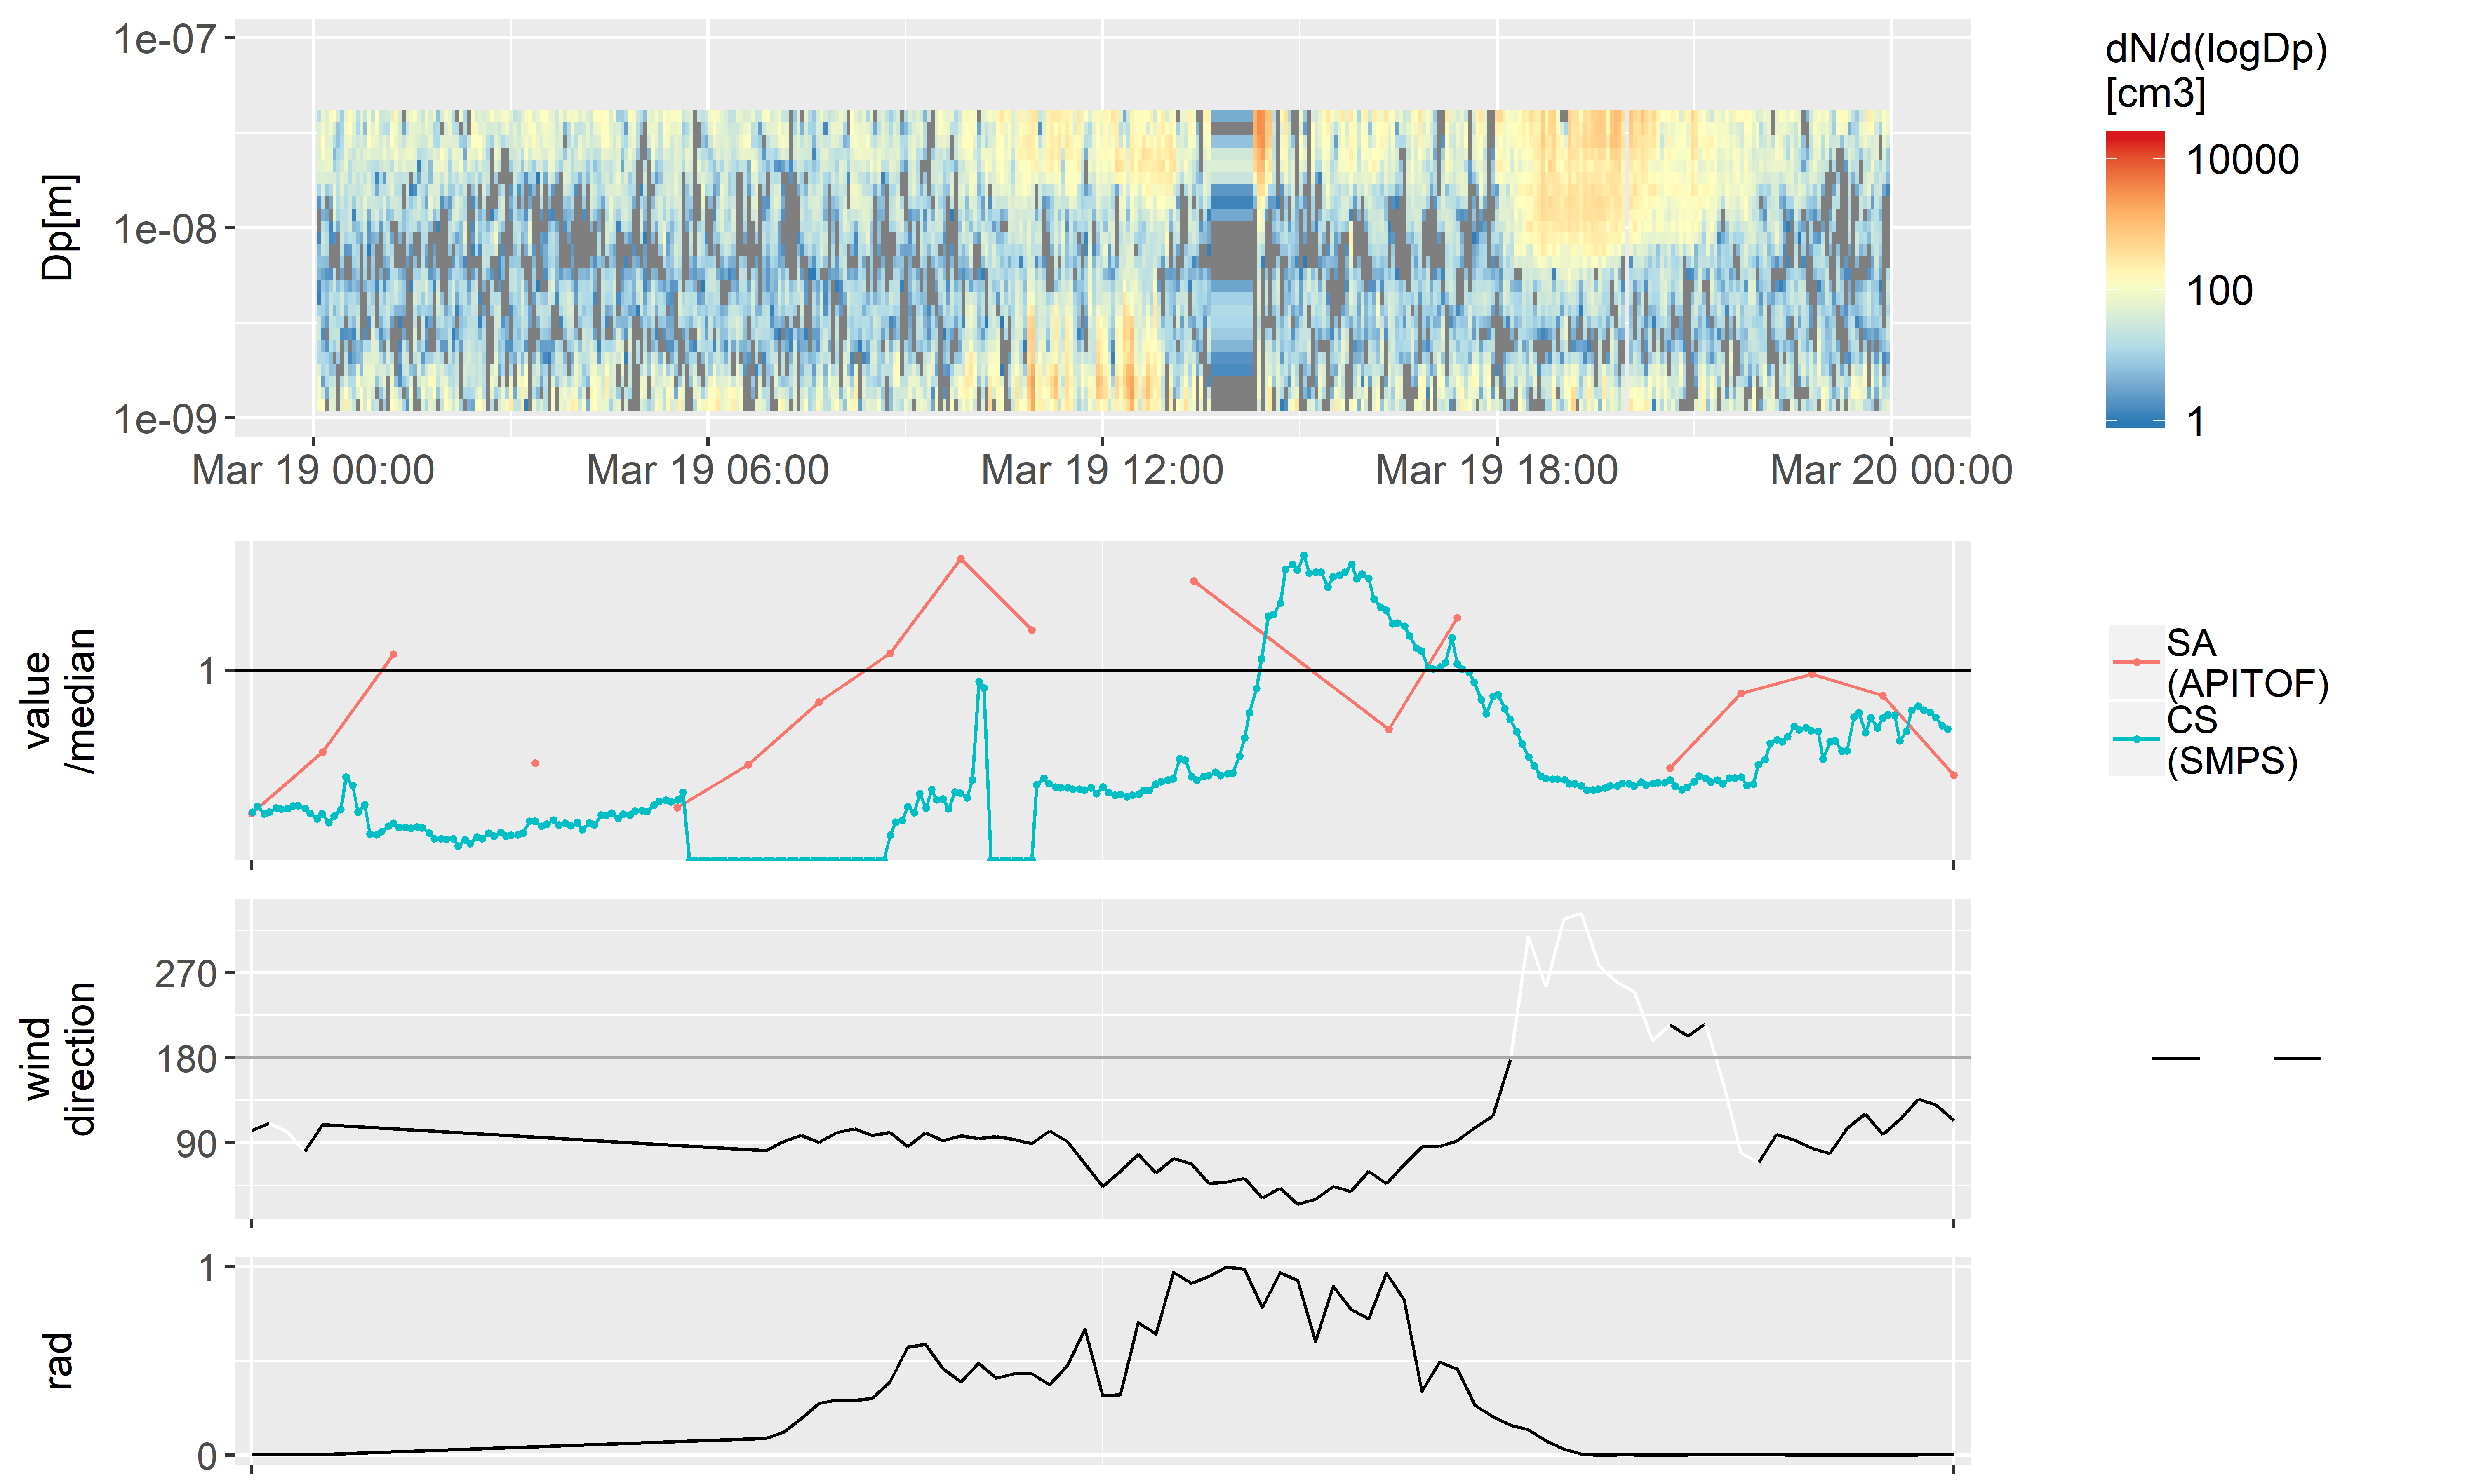 1e-07
1e-08
1e-09
Dp[m]
Mar 19 00:00
Mar 19 06:00
Mar 19 12:00
Mar 19 18:00
Mar 20 00:00
dN/d(logDp)
[cm3]
10000
100
1
value
/median
1
SA
(APITOF)
CS
(SMPS)
wind
direction
270
180
90
rad
1
0